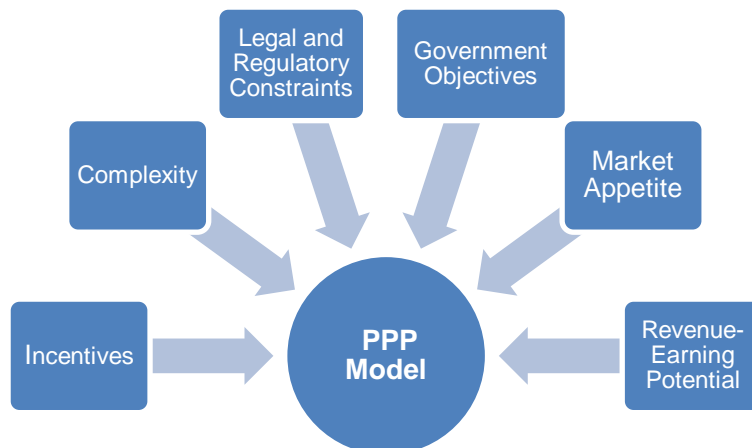 Legal and
Regulatory
Constraints
Government
Objectives
Complexity
Market
Appetite
Incentives
PPP
Model
Revenue-
Earning
Potential